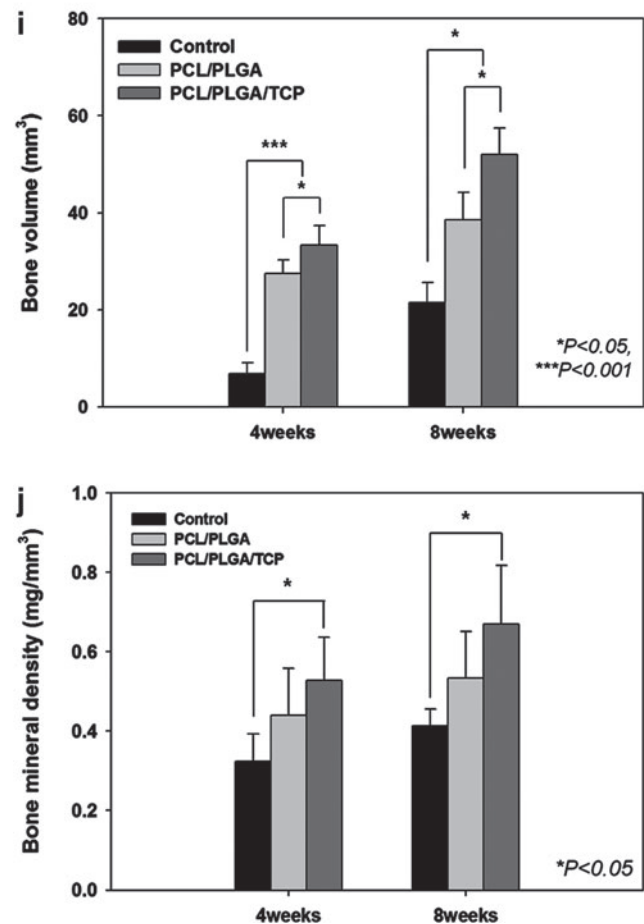 i
Bone volume (mm³)
80
60
40
20
0
Control
PCL/PLGA
PCL/PLGA/TCP
***
*
*
*
*P<0.05,
***P<0.001
4weeks
8weeks
j
Bone mineral density (mg/mm³)
1.0
0.8
0.6
0.4
0.2
0.0
Control
PCL/PLGA
PCL/PLGA/TCP
*
*
*P<0.05
4weeks
8weeks